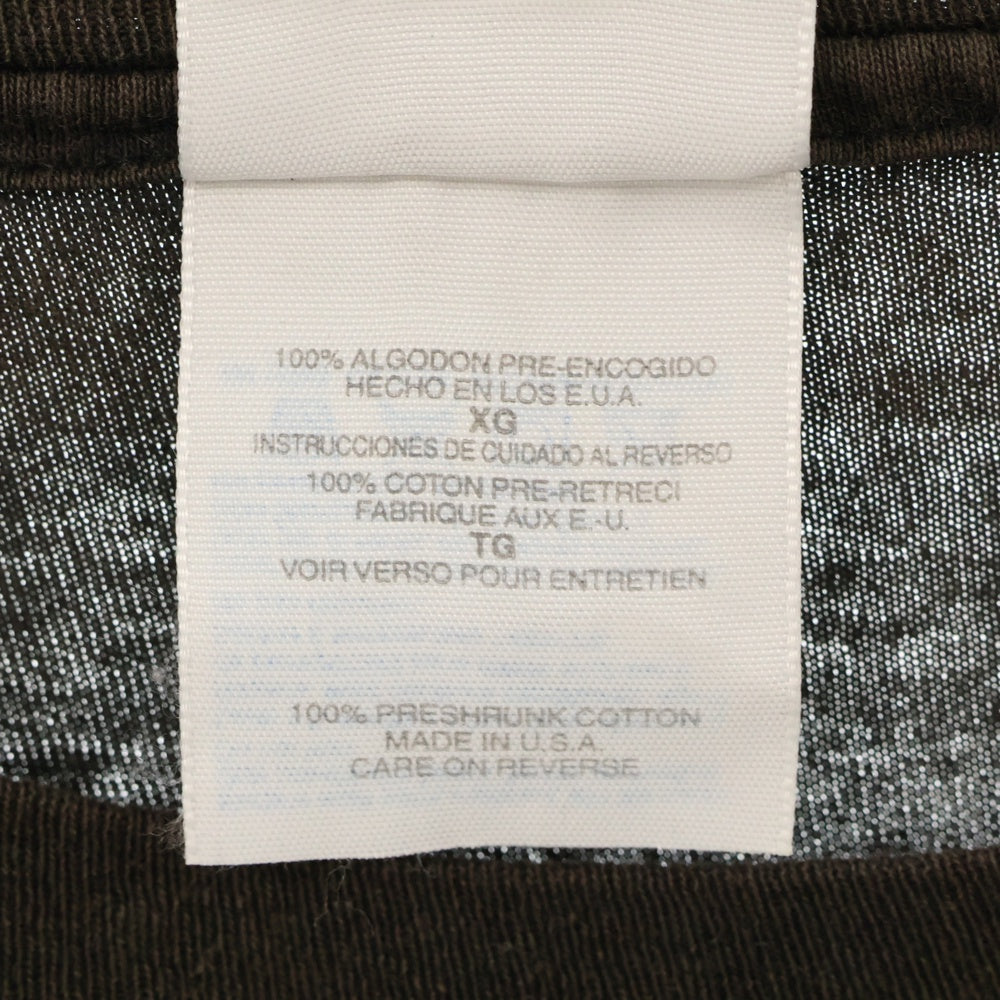 100% ALGODON PRE-ENCOGIDO
HECHO EN LOS E.U.A.
XG
INSTRUCCIONES DE CUIDADO AL REVERSO
100% COTON PRE-RETRECI
FABRIQUE AUX E.-U.
TG
VOIR VERSO POUR ENTRETIEN
100% PRESHRUNK COTTON
MADE IN U.S.A.
CARE ON REVERSE